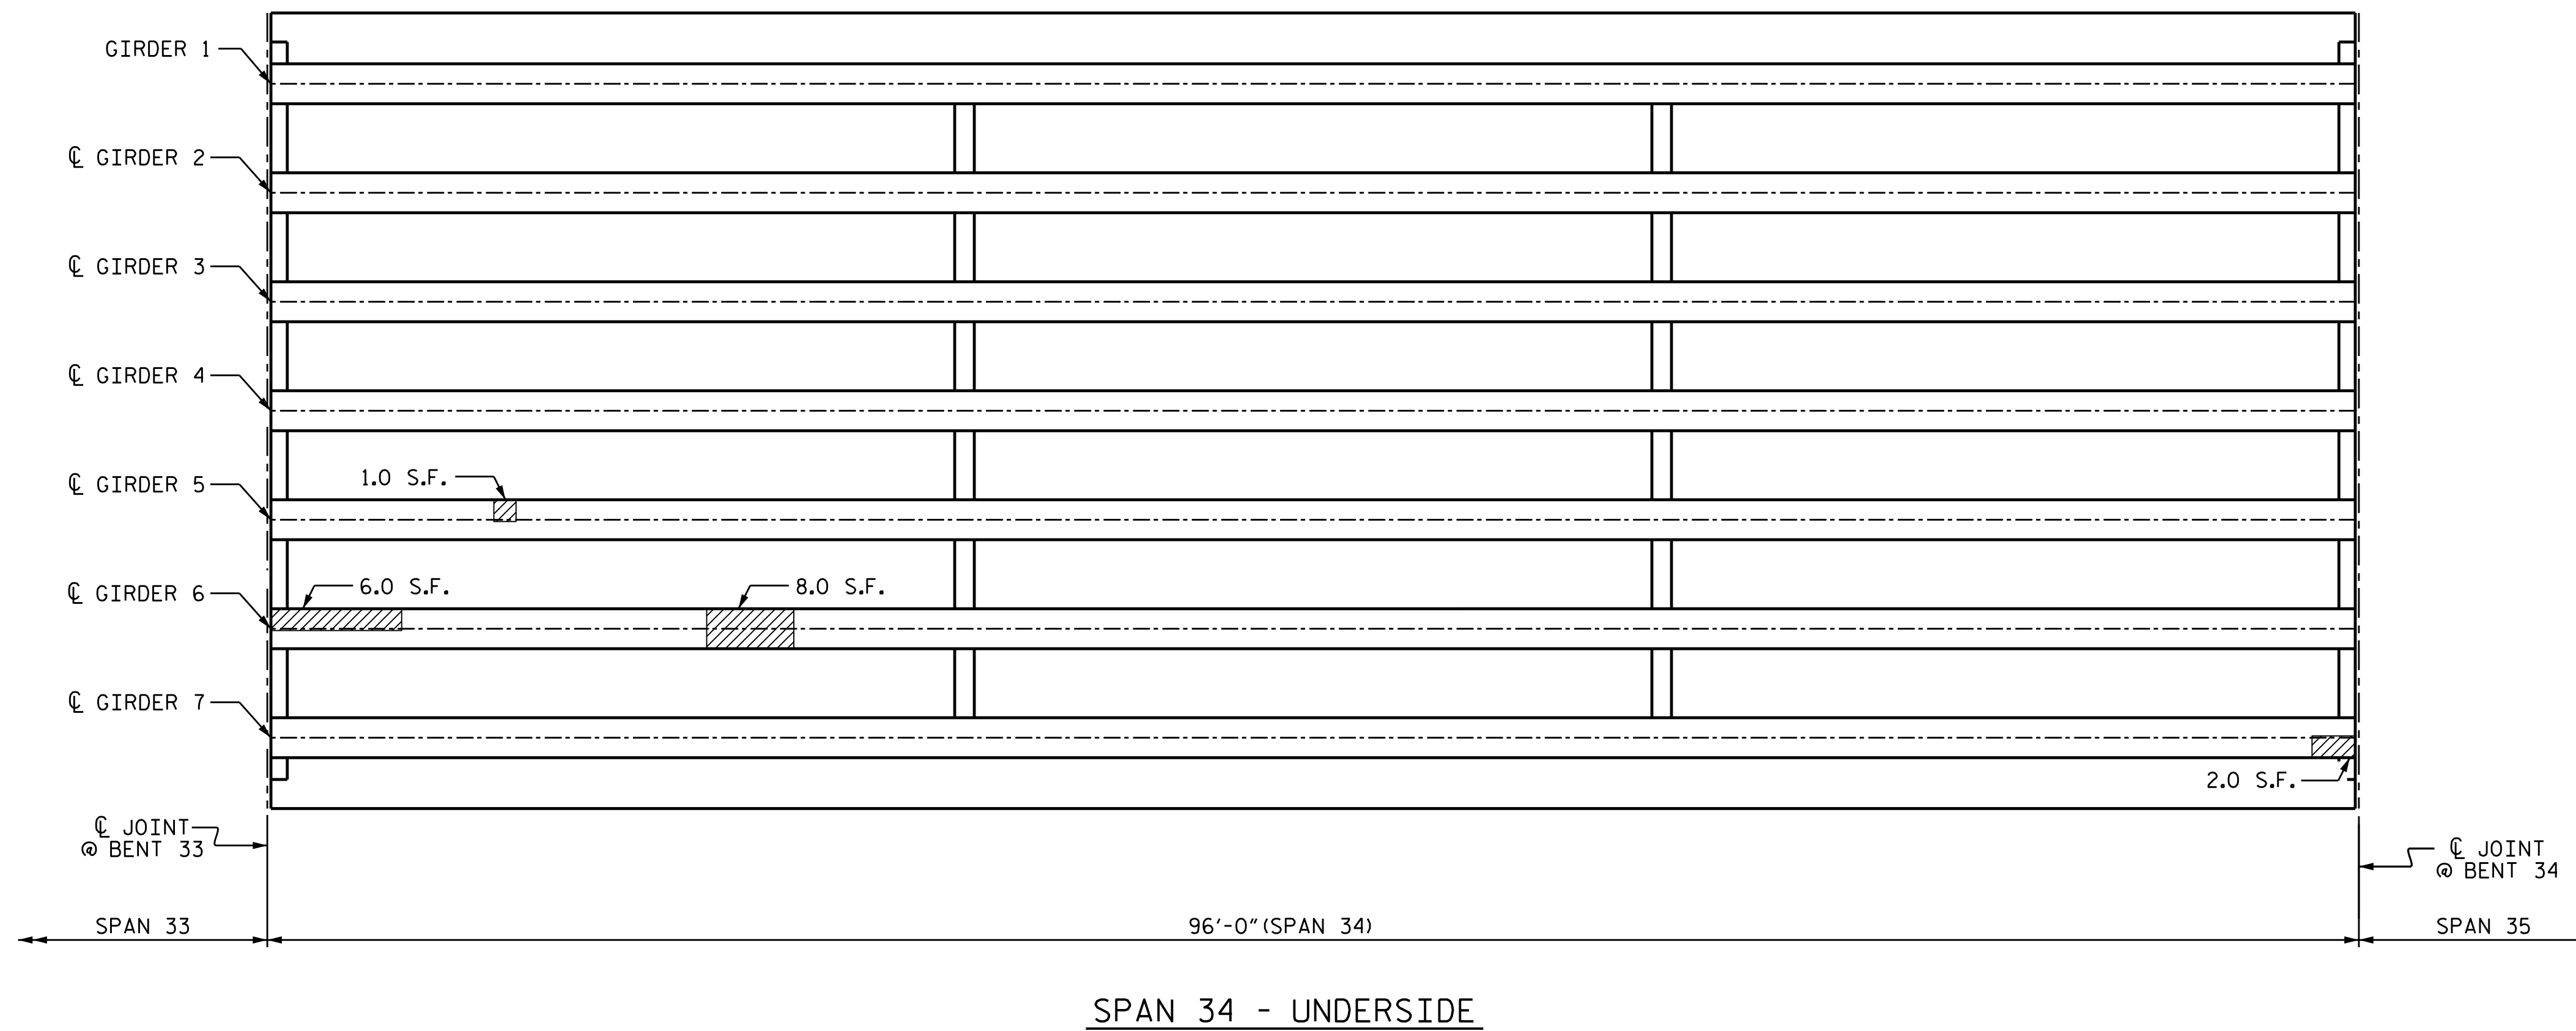 GIRDER 1
℄ GIRDER 2
℄ GIRDER 3
℄ GIRDER 4
℄ GIRDER 5
1.0 S.F.
℄ GIRDER 6
6.0 S.F.
8.0 S.F.
℄ GIRDER 7
2.0 S.F.
℄ JOINT
@ BENT 33
℄ JOINT
@ BENT 34
SPAN 33
96'-0" (SPAN 34)
SPAN 35
SPAN 34 - UNDERSIDE